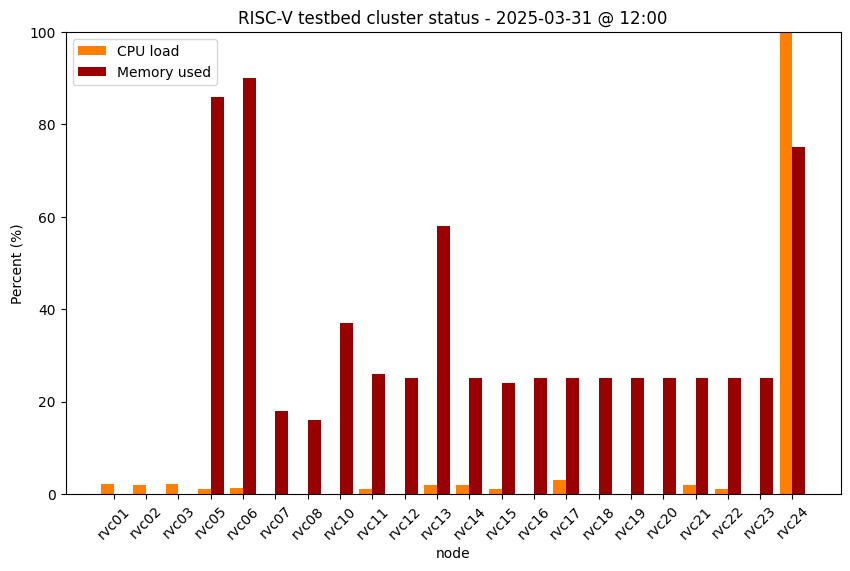 RISC-V testbed cluster status - 2025-03-31 @ 12:00
CPU load
Memory used
100
80
60
40
20
0
Percent (%)
rvc01
rvc02
rvc03
rvc05
rvc06
rvc07
rvc08
rvc10
rvc11
rvc12
rvc13
rvc14
rvc15
rvc16
rvc17
rvc18
rvc19
rvc20
rvc21
rvc22
rvc23
rvc24
node